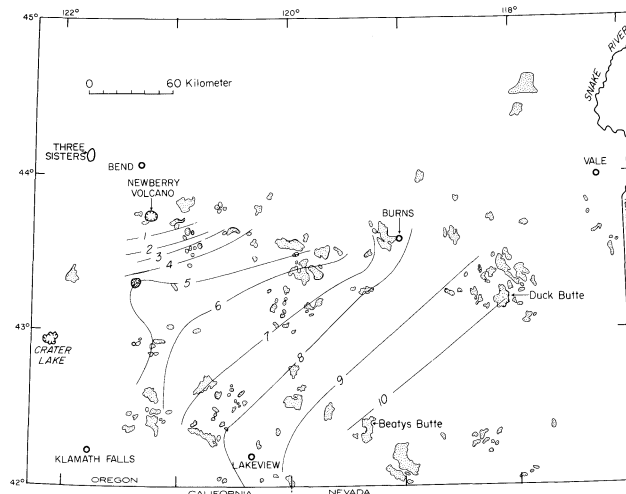 45°
122°
120°
118°
0 60 Kilometer
SNAKE RIVER
THREE SISTERS
BEND
VALE
44°
NEWBERRY VOLCANO
BURNS
1
2
3
4
5
6
7
8
9
10
Duck Butte
43°
CRATER LAKE
Beatys Butte
KLAMATH FALLS
LAKEVIEW
42°
OREGON
CALIFORNIA
NEVADA